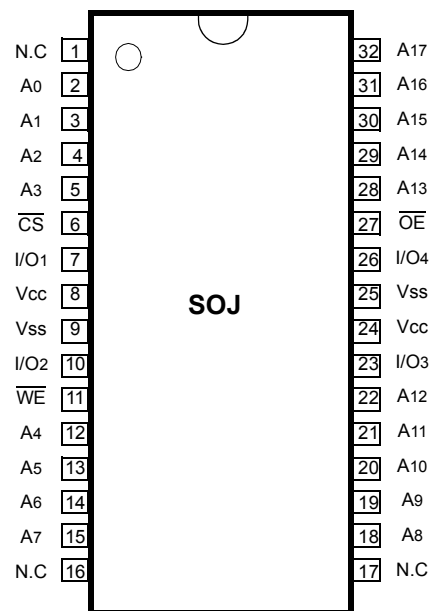 N.C 1 32 A17
A0 2 31 A16
A1 3 30 A15
A2 4 29 A14
A3 5 28 A13
C̅S̅ 6 27 O̅E̅
I/O1 7 26 I/O4
Vcc 8 25 Vss
SOJ
Vss 9 24 Vcc
I/O2 10 23 I/O3
W̅E̅ 11 22 A12
A4 12 21 A11
A5 13 20 A10
A6 14 19 A9
A7 15 18 A8
N.C 16 17 N.C